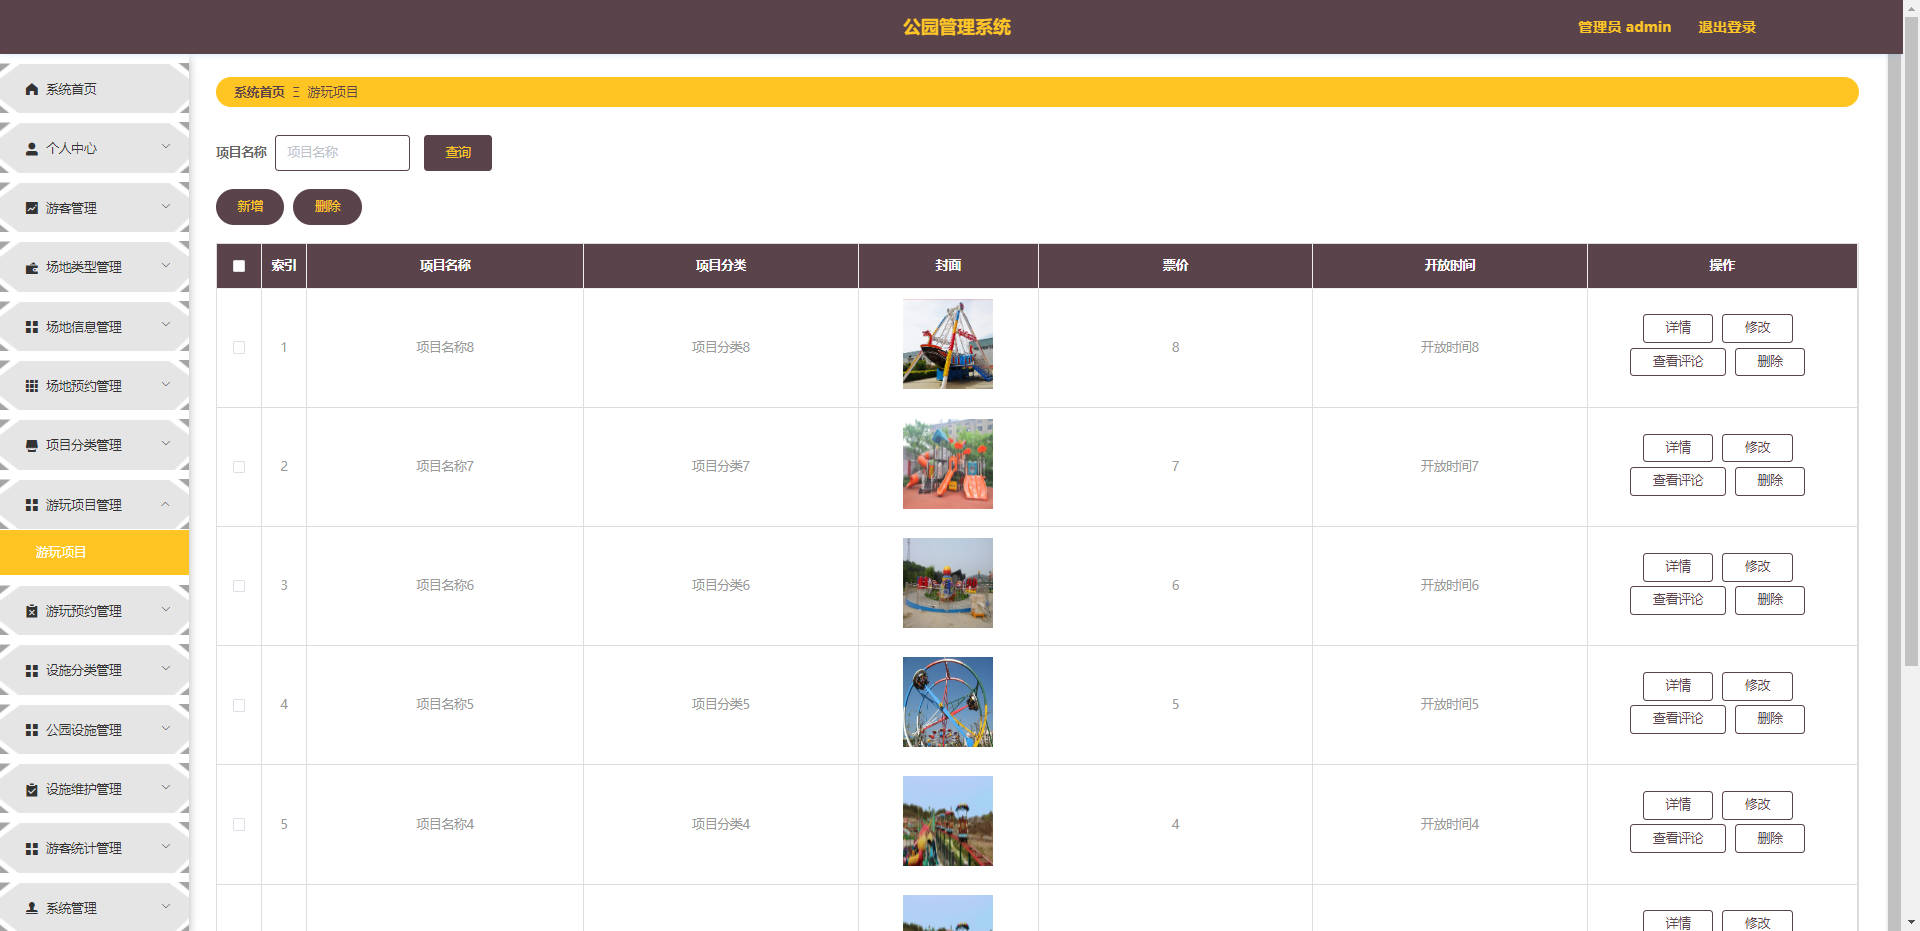 公园管理系统
管理员 admin
退出登录
系统首页
个人中心
游客管理
场地类型管理
场地信息管理
场地预约管理
项目分类管理
游玩项目管理
游玩项目
游玩预约管理
设施分类管理
公园设施管理
设施维护管理
游客统计管理
系统管理
系统首页 Ξ 游玩项目
项目名称 项目名称 查询
新增 删除
索引 项目名称 项目分类 封面 票价 开放时间 操作
1 项目名称8 项目分类8 8 开放时间8
详情 修改
查看评论 删除
2 项目名称7 项目分类7 7 开放时间7
详情 修改
查看评论 删除
3 项目名称6 项目分类6 6 开放时间6
详情 修改
查看评论 删除
4 项目名称5 项目分类5 5 开放时间5
详情 修改
查看评论 删除
5 项目名称4 项目分类4 4 开放时间4
详情 修改
查看评论 删除
详情 修改